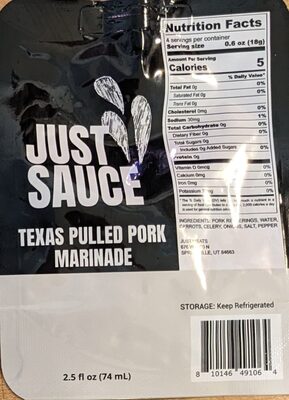 JUST
SAUCE
TEXAS PULLED PORK
MARINADE
2.5 fl oz (74 mL)
Nutrition Facts
4 servings per container
Serving size 0.6 oz (18g)
Amount Per Serving
Calories 5
% Daily Value*
Total Fat 0g 0%
Saturated Fat 0g 0%
Trans Fat 0g
Cholesterol 0mg 0%
Sodium 30mg 1%
Total Carbohydrate 0g 0%
Dietary Fiber 0g 0%
Total Sugars 0g
Includes 0g Added Sugars 0%
Protein 0g
Vitamin D 0mcg 0%
Calcium 0mg 0%
Iron 0mg 0%
Potassium 0%
INGREDIENTS: PORK WATER,
CARROTS, CELERY, ONIONS, SALT, PEPPER
UT 84663
STORAGE: Keep Refrigerated
8 10146 49106 4